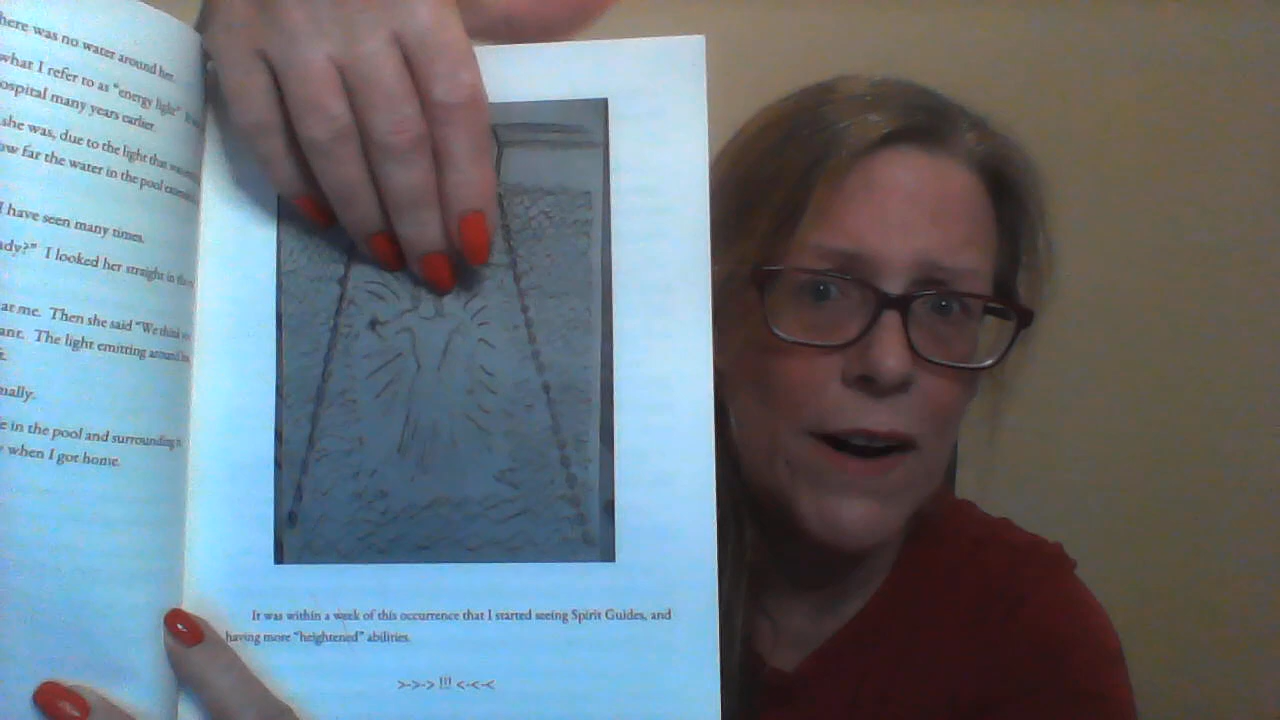 here was no water around her.
what I refer to as "energy light"
ospital many years earlier.
she was, due to the light that was
ow far the water in the pool
I have seen many times.
ady?" I looked her straight in the
at me. Then she said "We think
ant. The light emitting around
nally.
e in the pool and surrounding
when I got home.
It was within a week of this occurrence that I started seeing Spirit Guides, and
having more "heightened" abilities.
>->->!!!<-<-<